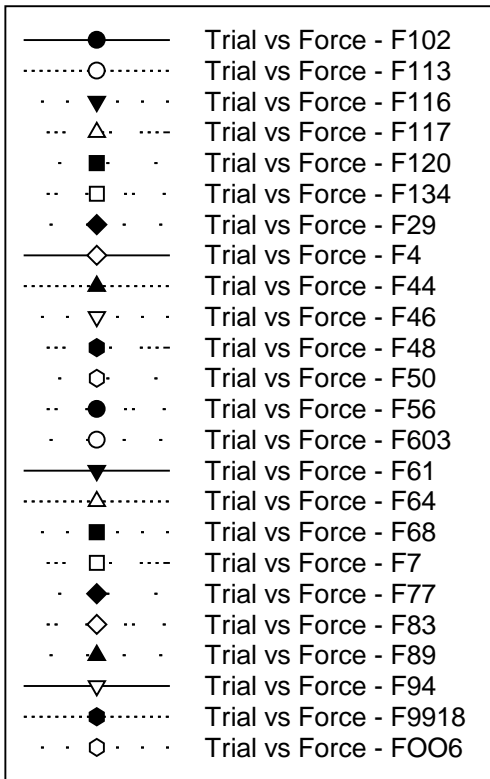 Trial vs Force - F102
Trial vs Force - F113
Trial vs Force - F116
Trial vs Force - F117
Trial vs Force - F120
Trial vs Force - F134
Trial vs Force - F29
Trial vs Force - F4
Trial vs Force - F44
Trial vs Force - F46
Trial vs Force - F48
Trial vs Force - F50
Trial vs Force - F56
Trial vs Force - F603
Trial vs Force - F61
Trial vs Force - F64
Trial vs Force - F68
Trial vs Force - F7
Trial vs Force - F77
Trial vs Force - F83
Trial vs Force - F89
Trial vs Force - F94
Trial vs Force - F9918
Trial vs Force - FOO6